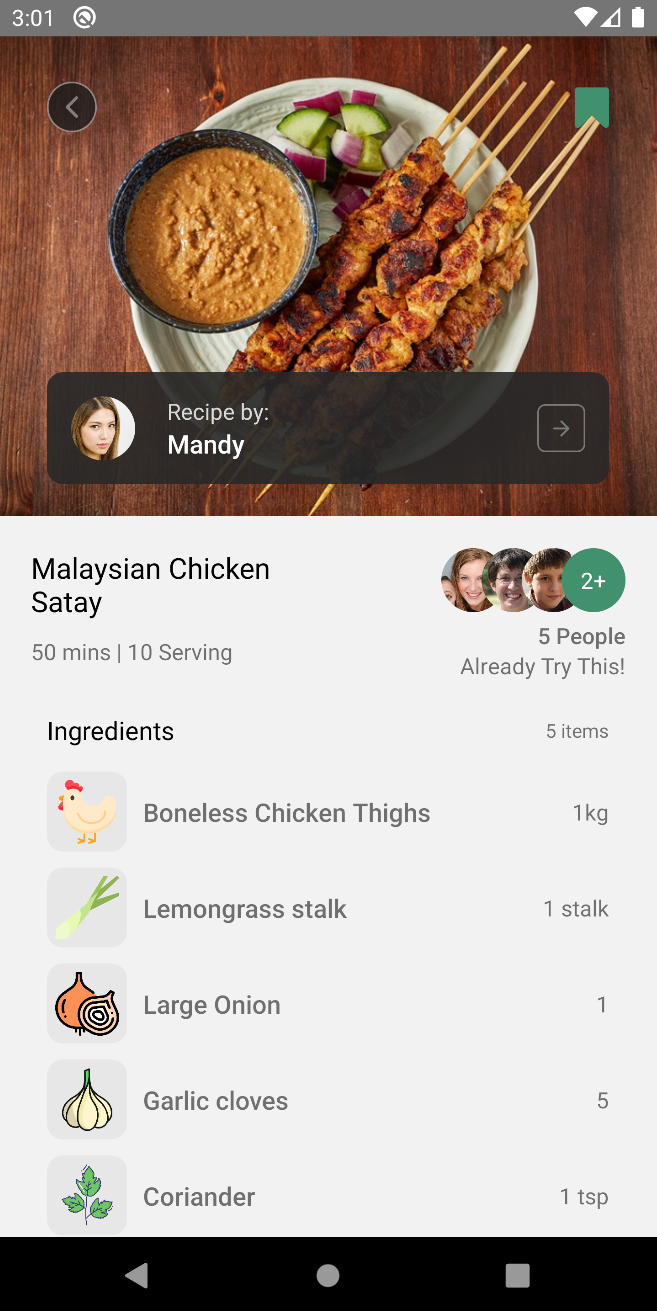 3:01
Recipe by:
Mandy
Malaysian Chicken
Satay
2+
50 mins | 10 Serving
5 People
Already Try This!
Ingredients
5 items
Boneless Chicken Thighs
1kg
Lemongrass stalk
1 stalk
Large Onion
1
Garlic cloves
5
Coriander
1 tsp